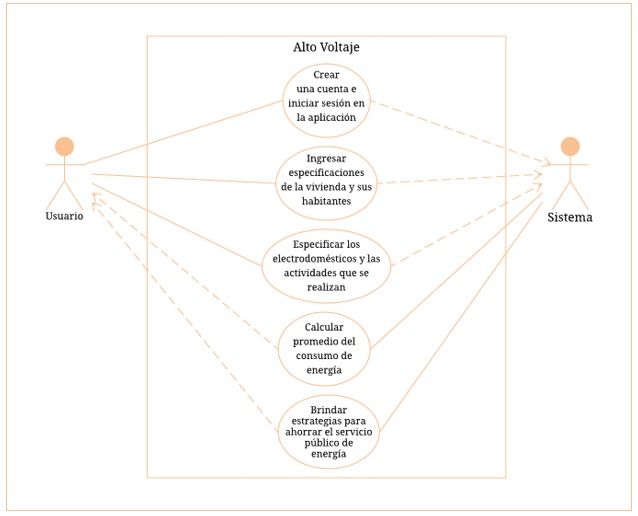 Alto Voltaje
Crear
una cuenta e
iniciar sesión en
la aplicación
Ingresar
especificaciones
de la vivienda y sus
habitantes
Usuario
Sistema
Especificar los
electrodomésticos y las
actividades que se
realizan
Calcular
promedio del
consumo de
energía
Brindar
estrategias para
ahorrar el servicio
público de
energía